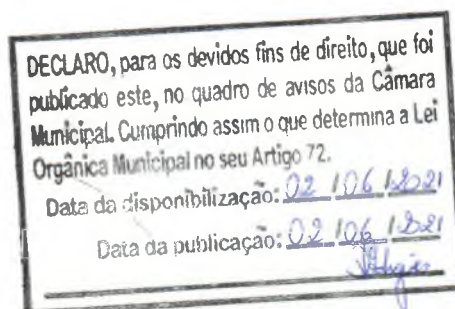 DECLARO, para os devidos fins de direito, que foi
publicado este, no quadro de avisos da Câmara
Municipal. Cumprindo assim o que determina a Lei
Orgânica Municipal no seu Artigo 72.
Data da disponibilização: 02 / 06 / 2021
Data da publicação: 02 / 06 / 2021